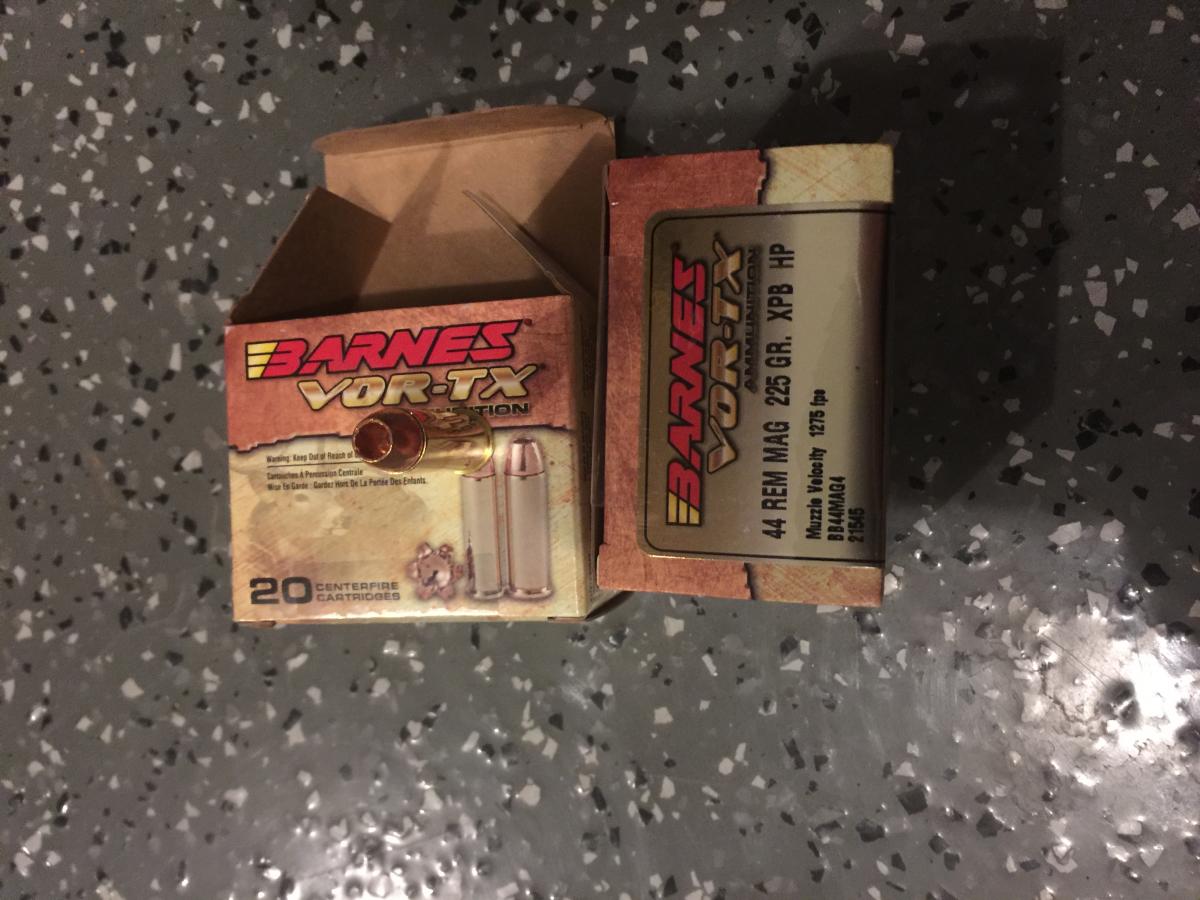 BARNES
VOR-TX
Warning: Keep Out of Reach of
Cartouches À Percussion Centrale
Mise En Garde : Gardez Hors De La Portée Des Enfants.
20 CENTERFIRE
CARTRIDGES
BARNES
VOR-TX
AMMUNITION
44 REM MAG 225 GR. XPB HP
Muzzle Velocity 1275 fps
BB44MAG4
21545